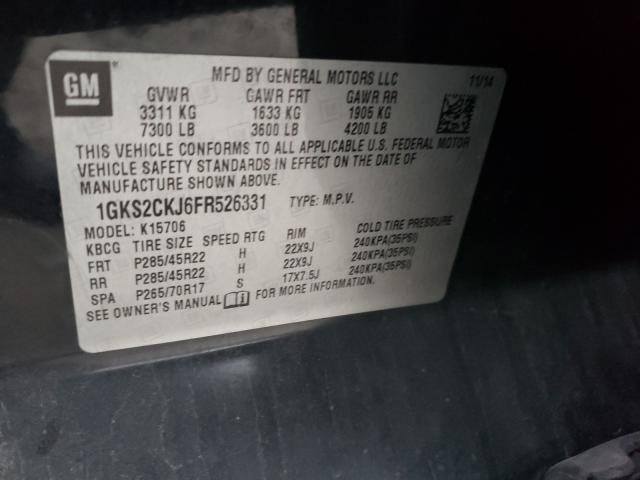 GM
MFD BY GENERAL MOTORS LLC 11/14
GVWR GAWR FRT GAWR RR
3311 KG 1633 KG 1905 KG
7300 LB 3600 LB 4200 LB
THIS VEHICLE CONFORMS TO ALL APPLICABLE U.S. FEDERAL MOTOR
VEHICLE SAFETY STANDARDS IN EFFECT ON THE DATE OF
MANUFACTURE SHOWN ABOVE.
1GKS2CKJ6FR526331 TYPE: M.P.V.
MODEL: K15706
KBCG TIRE SIZE SPEED RTG RIM COLD TIRE PRESSURE
FRT P285/45R22 H 22X9J 240KPA(35PSI)
RR P285/45R22 H 22X9J 240KPA(35PSI)
SPA P265/70R17 S 17X7.5J 240KPA(35PSI)
SEE OWNER'S MANUAL FOR MORE INFORMATION.